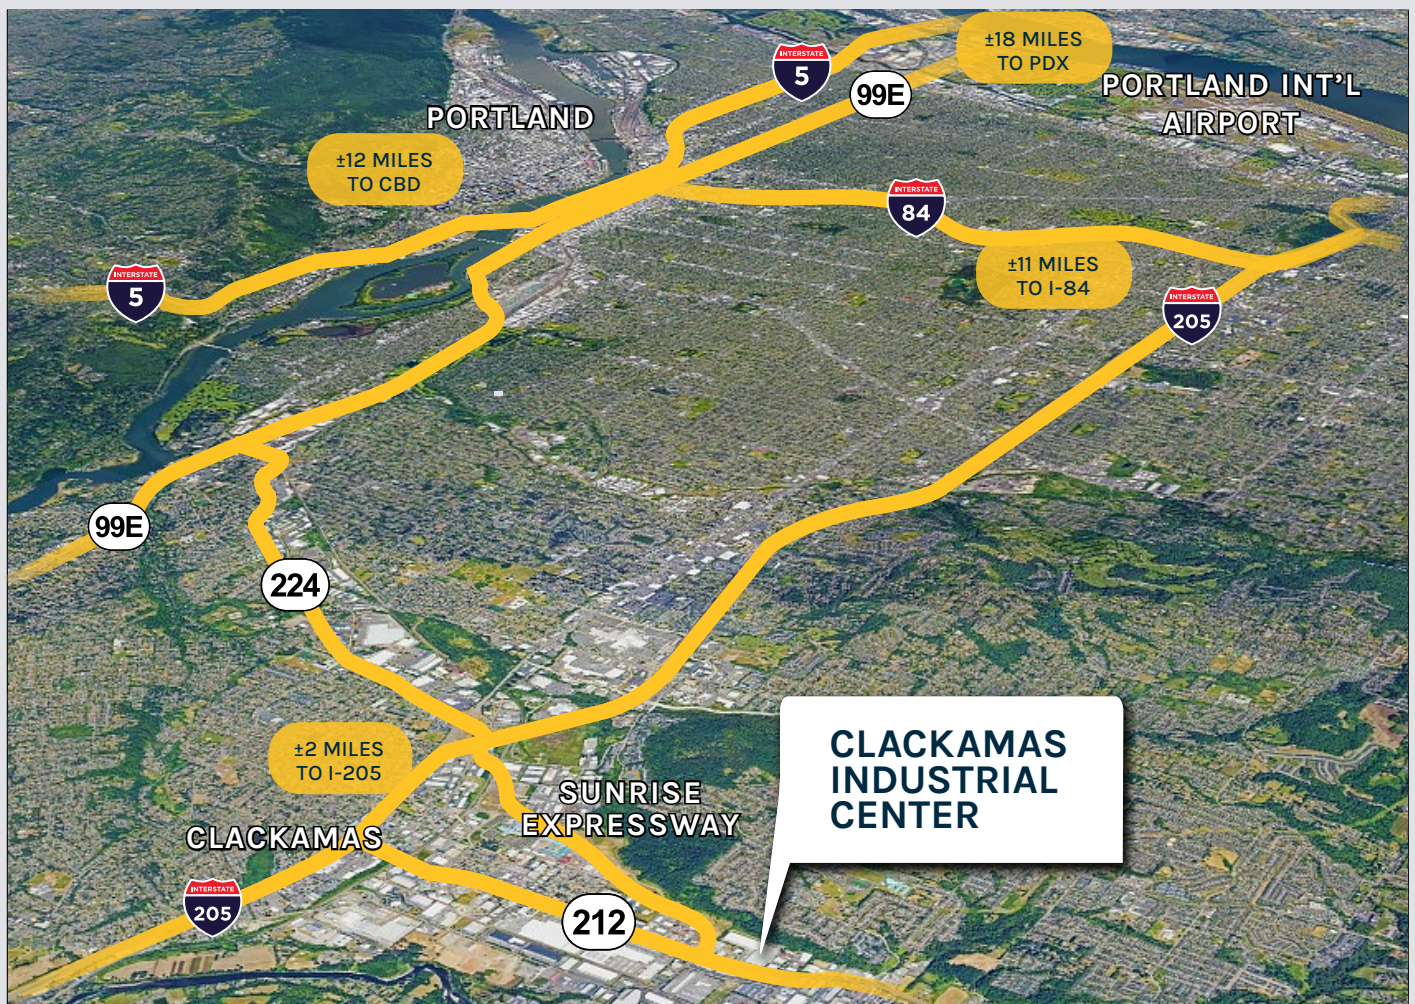 ±18 MILES
TO PDX
INTERSTATE
5
99E
PORTLAND INT'L
AIRPORT
PORTLAND
±12 MILES
TO CBD
INTERSTATE
84
±11 MILES
TO I-84
INTERSTATE
5
INTERSTATE
205
99E
224
±2 MILES
TO I-205
CLACKAMAS
INDUSTRIAL
CENTER
SUNRISE
EXPRESSWAY
CLACKAMAS
INTERSTATE
205
212